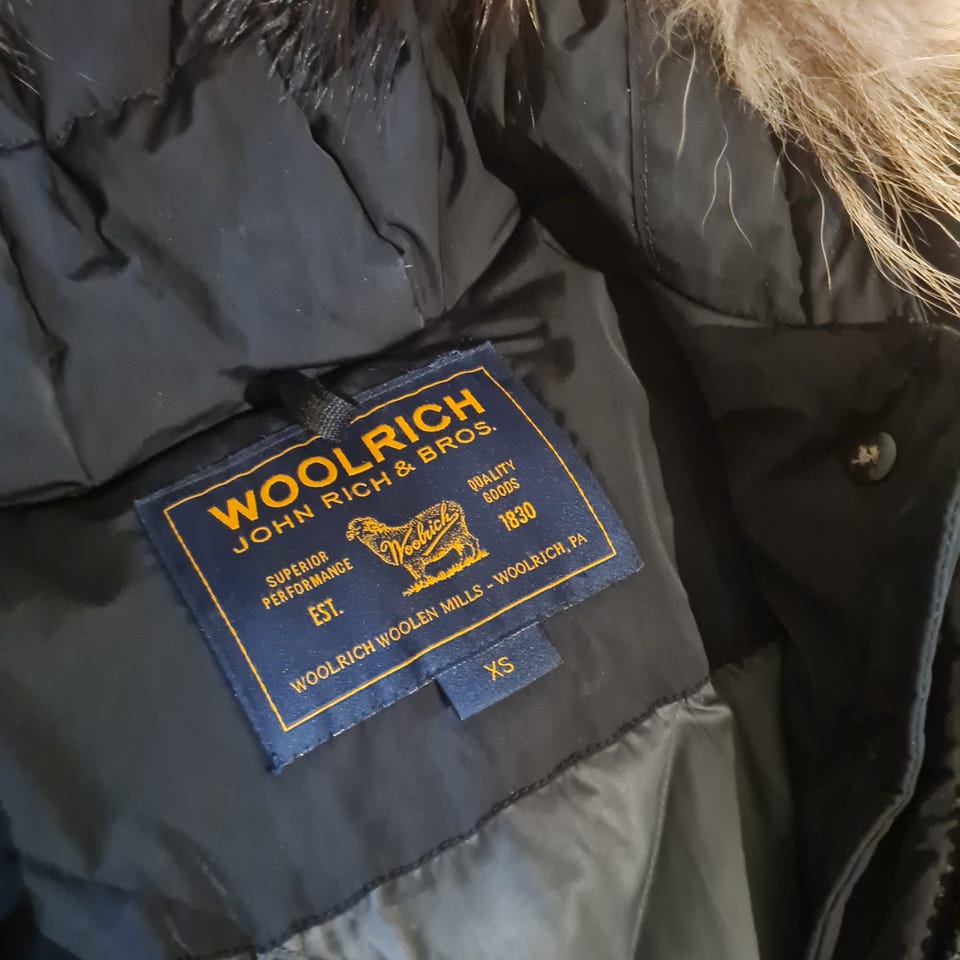 WOOLRICH
JOHN RICH & BROS.
SUPERIOR
PERFORMANCE
EST.
Woolrich
QUALITY
GOODS
1830
WOOLRICH WOOLEN MILLS - WOOLRICH, PA
XS